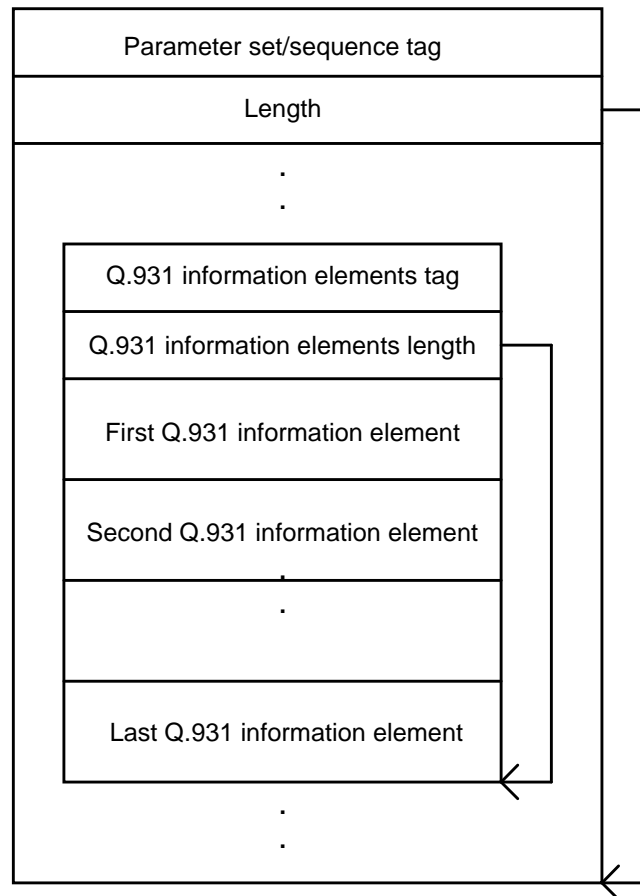 Parameter set/sequence tag
Length
.
.
Q.931 information elements tag
Q.931 information elements length
First Q.931 information element
Second Q.931 information element
.
.
Last Q.931 information element
.
.